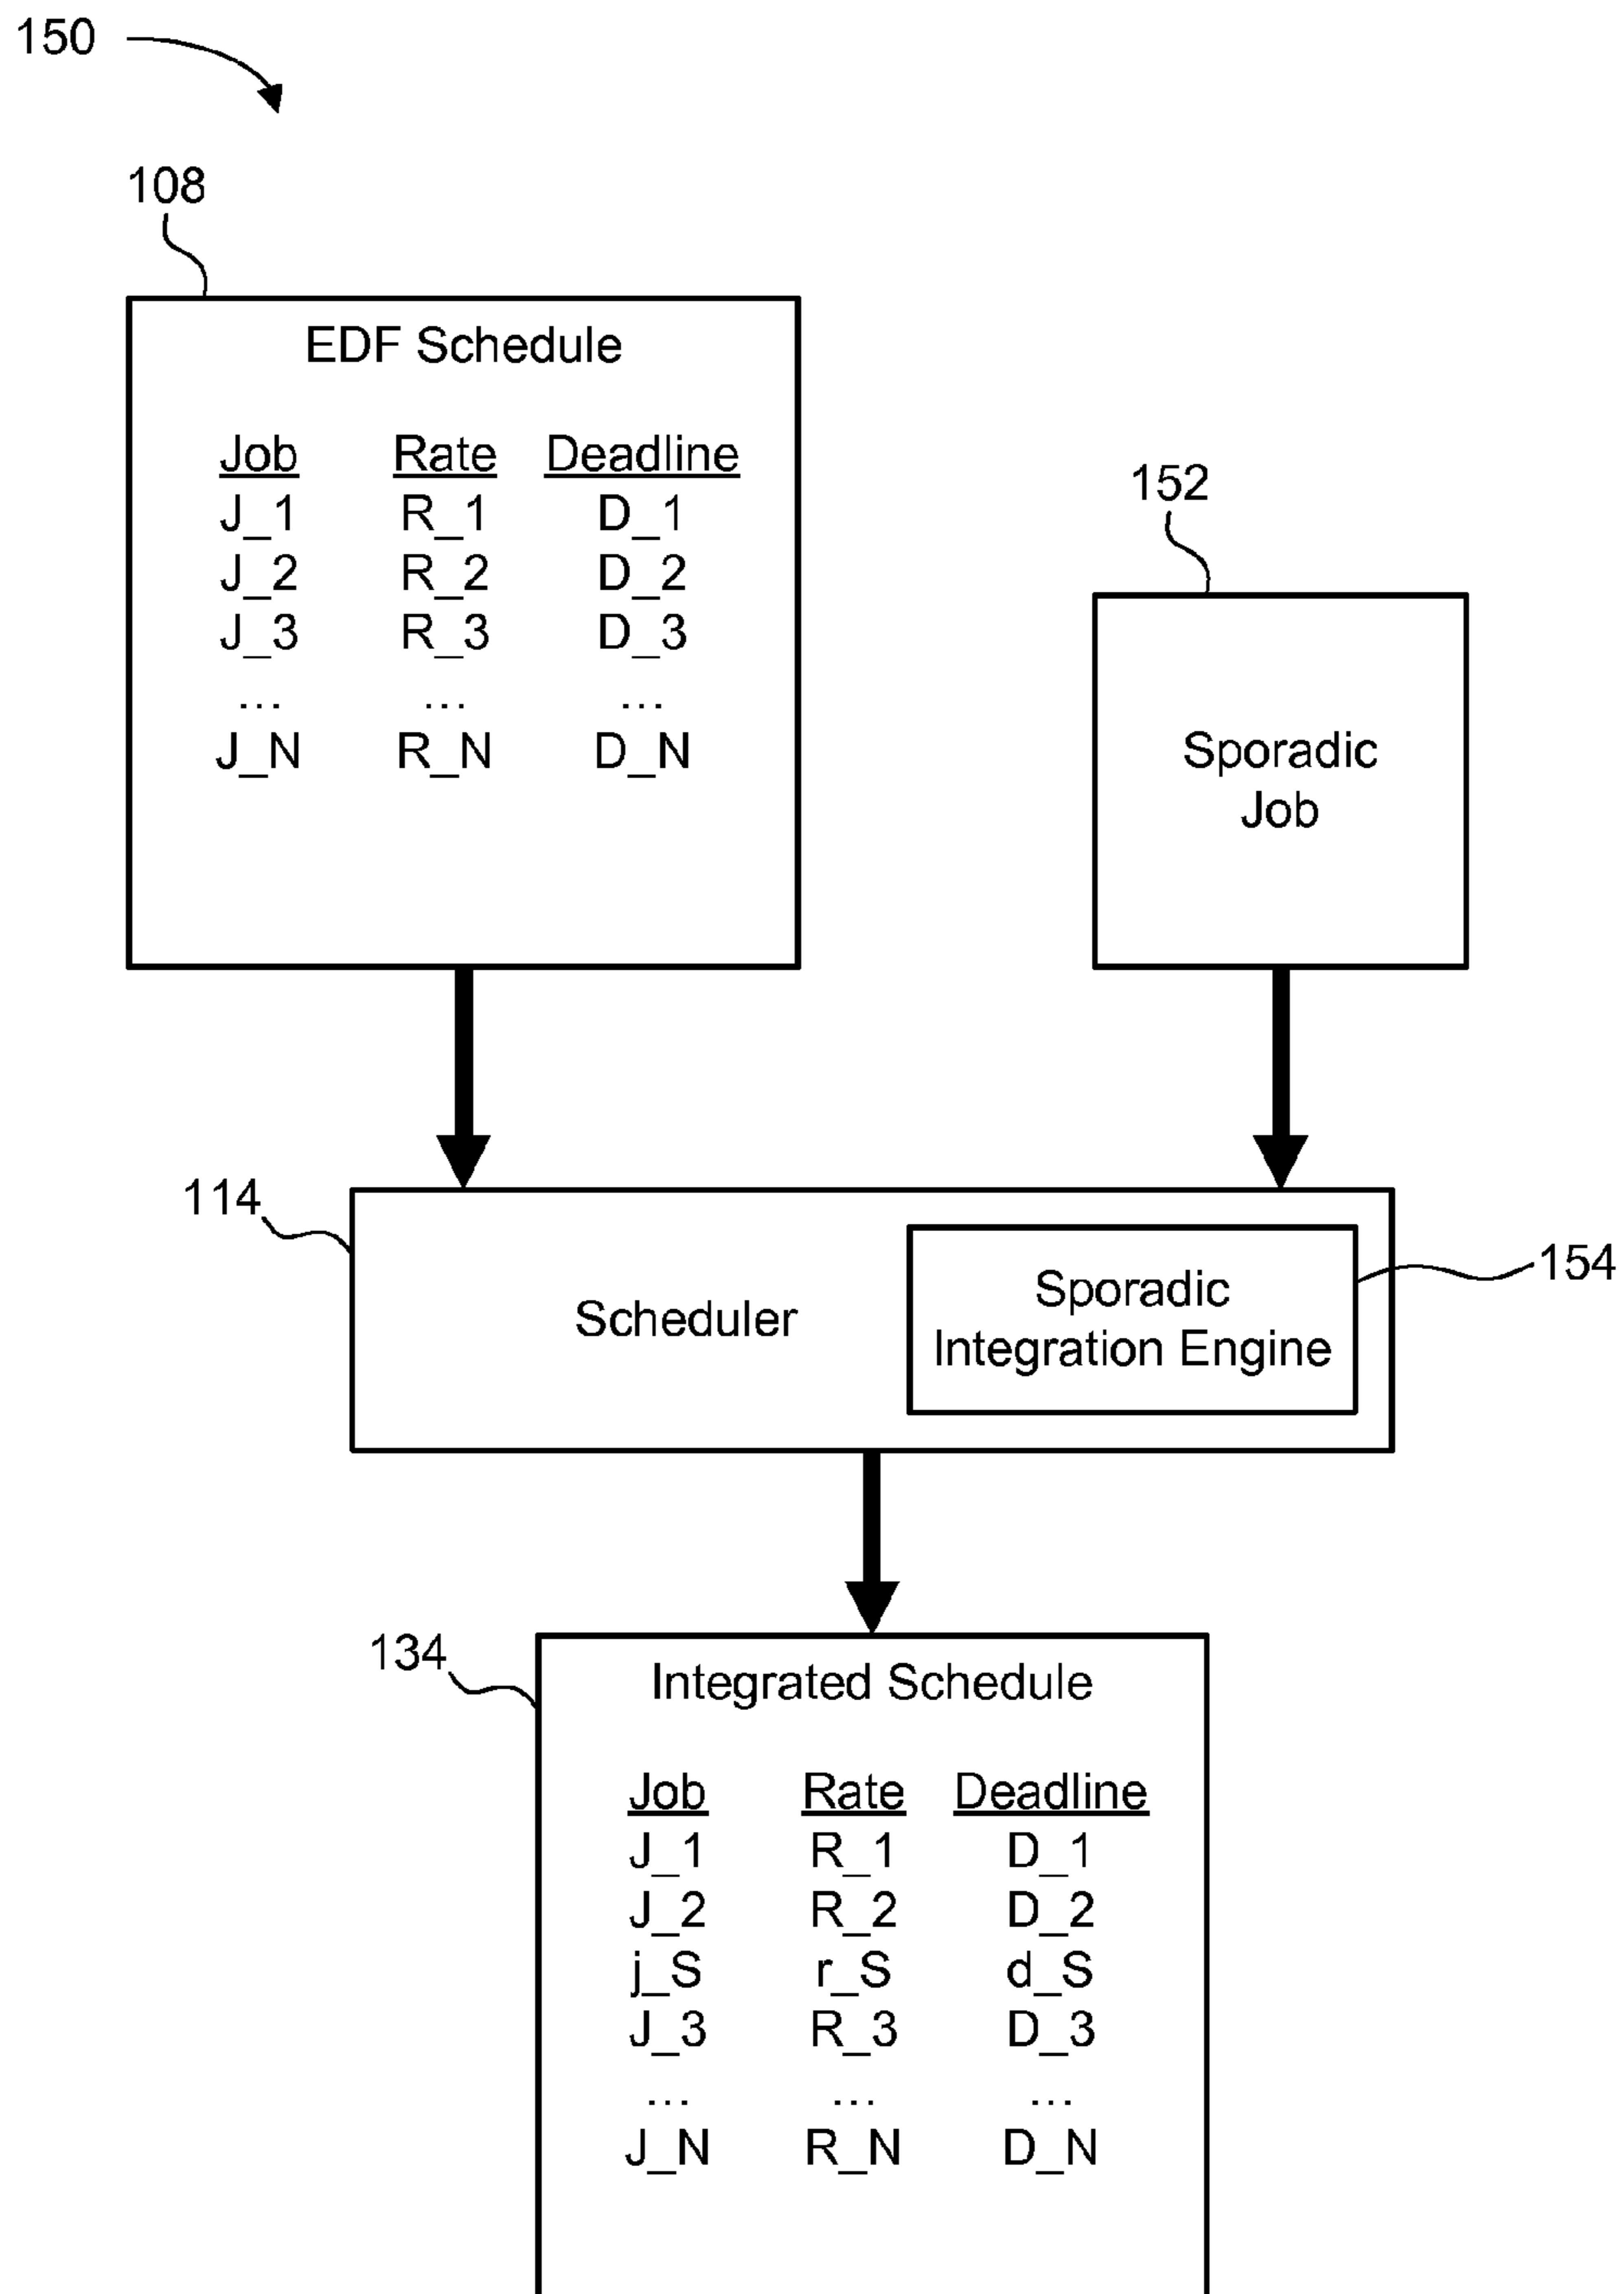 150
108
EDF Schedule
Job Rate Deadline
J_1 R_1 D_1
J_2 R_2 D_2
J_3 R_3 D_3
... ... ...
J_N R_N D_N
152
Sporadic
Job
114
Scheduler
Sporadic
Integration Engine
154
134
Integrated Schedule
Job Rate Deadline
J_1 R_1 D_1
J_2 R_2 D_2
j_S r_S d_S
J_3 R_3 D_3
... ... ...
J_N R_N D_N